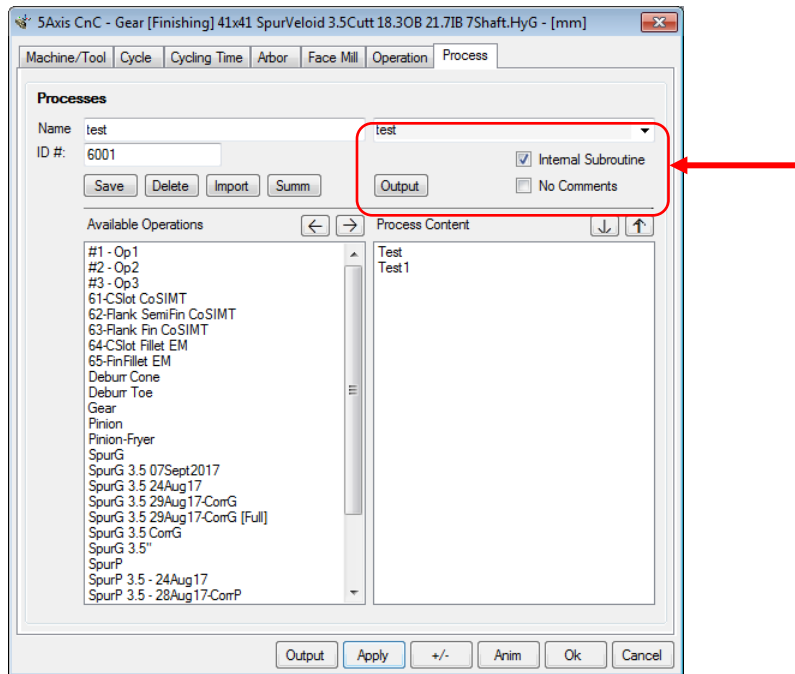 5Axis CnC - Gear [Finishing] 41x41 SpurVeloid 3.5Cutt 18.3OB 21.7IB 7Shaft.HyG - [mm]
Machine/Tool Cycle Cycling Time Arbor Face Mill Operation Process
Processes
Name test test
ID #: 6001 Internal Subroutine
Save Delete Import Summ Output No Comments
Available Operations Process Content
#1 - Op1 Test
#2 - Op2 Test1
#3 - Op3
61-CSlot CoSIMT
62-Flank SemiFin CoSIMT
63-Flank Fin CoSIMT
64-CSlot Fillet EM
65-FinFillet EM
Deburr Cone
Deburr Toe
Gear
Pinion
Pinion-Fryer
SpurG
SpurG 3.5 07Sept2017
SpurG 3.5 24Aug17
SpurG 3.5 29Aug17-CorrG
SpurG 3.5 29Aug17-CorrG [Full]
SpurG 3.5 CorrG
SpurG 3.5"
SpurP
SpurP 3.5 - 24Aug17
SpurP 3.5 - 28Aug17-CorrP
Output Apply +/- Anim Ok Cancel